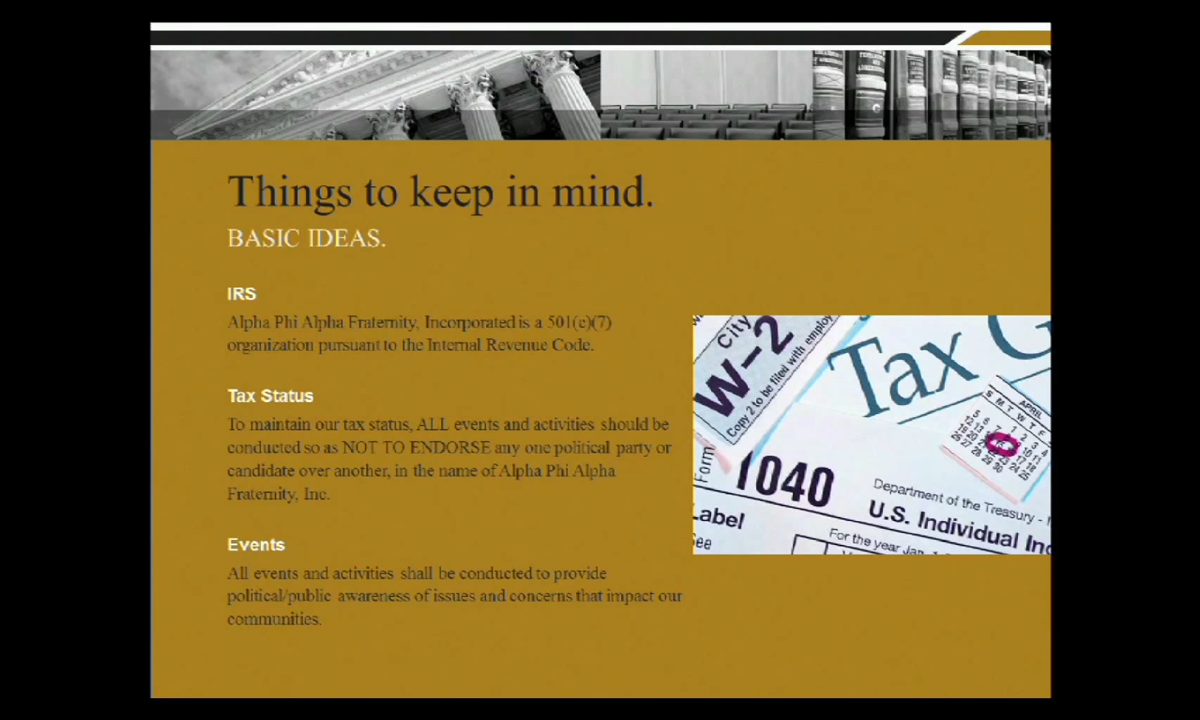 Things to keep in mind.
BASIC IDEAS.
IRS
Alpha Phi Alpha Fraternity, Incorporated is a 501(c)(7)
organization pursuant to the Internal Revenue Code.
Tax Status
To maintain our tax status, ALL events and activities should be
conducted so as NOT TO ENDORSE any one political party or
candidate over another, in the name of Alpha Phi Alpha
Fraternity, Inc.
Events
All events and activities shall be conducted to provide
political/public awareness of issues and concerns that impact our
communities.
City
W-2
Copy 2 to be filed with employ
Tax G
APRIL
S M T W T F
Form
1040
Department of the Treasury -
U.S. Individual Inc
Label
See
For the year Jan. 1